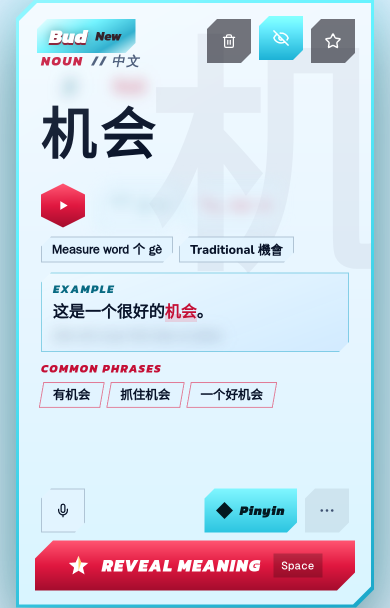 Bud New
NOUN // 中文
机会
Measure word 个 gè
Traditional 機會
EXAMPLE
这是一个很好的机会。
COMMON PHRASES
有机会
抓住机会
一个好机会
Pinyin
REVEAL MEANING Space